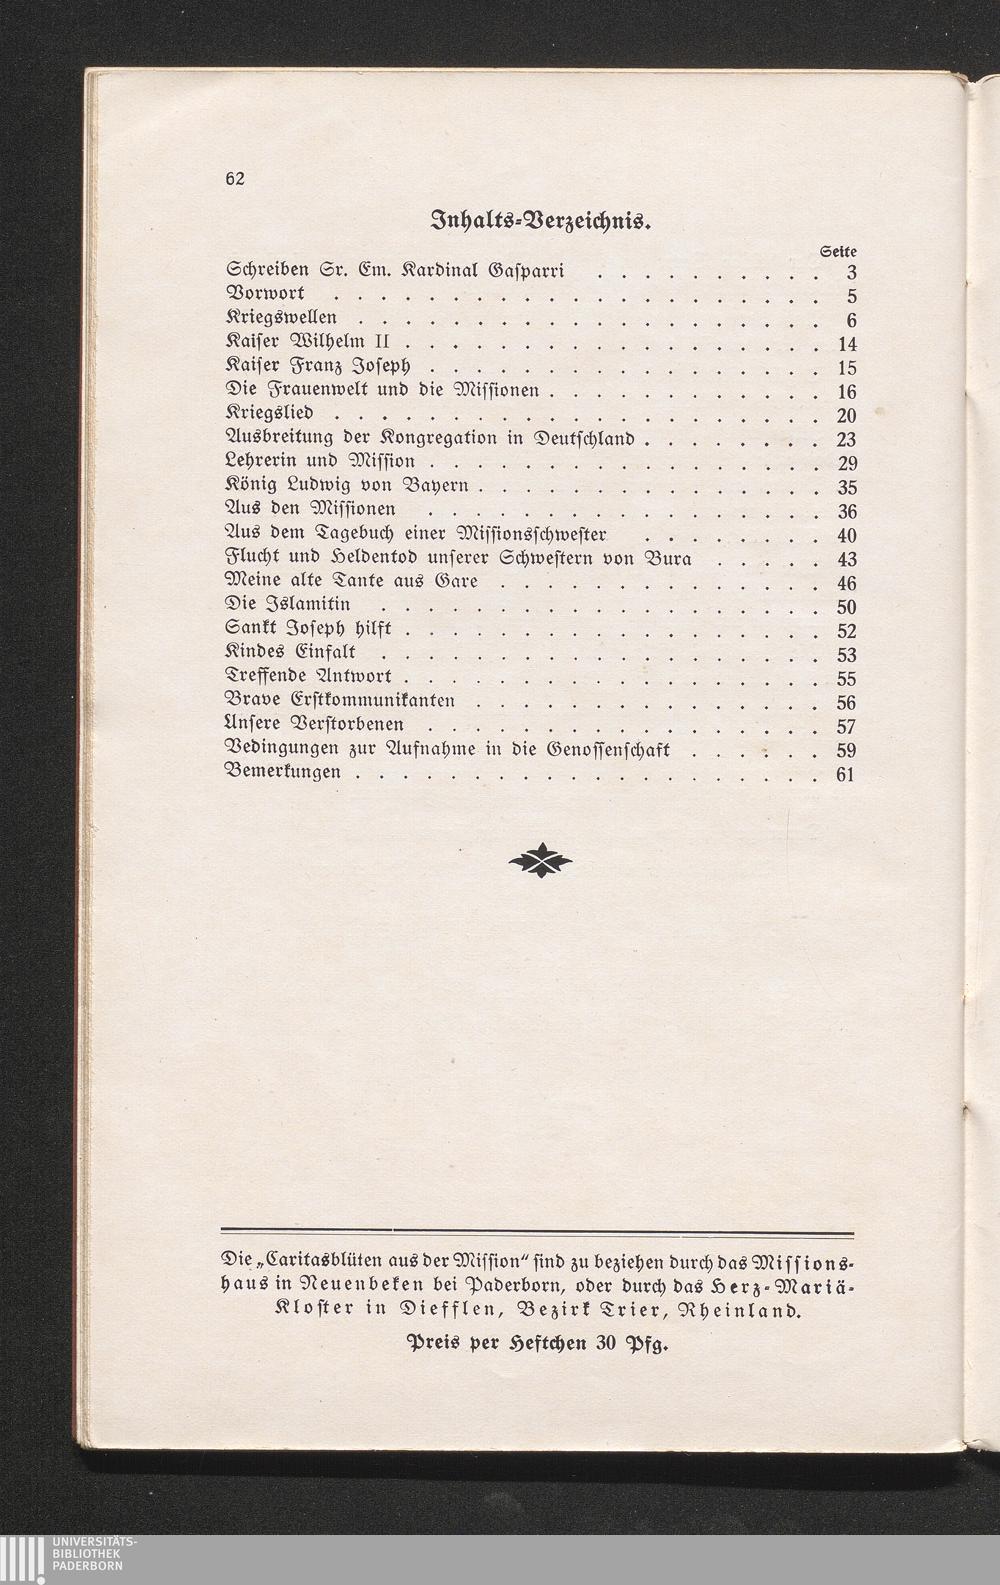 62
Inhalts-Verzeichnis.
Seite
Schreiben Sr. Em. Kardinal Gasparri . . . . . . . . . . 3
Vorwort . . . . . . . . . . . . . . . . . . . . . 5
Kriegswellen . . . . . . . . . . . . . . . . . . . . 6
Kaiser Wilhelm II . . . . . . . . . . . . . . . . . . 14
Kaiser Franz Joseph . . . . . . . . . . . . . . . . . 15
Die Frauenwelt und die Missionen . . . . . . . . . . . . 16
Kriegslied . . . . . . . . . . . . . . . . . . . . . 20
Ausbreitung der Kongregation in Deutschland . . . . . . . . 23
Lehrerin und Mission . . . . . . . . . . . . . . . . . 29
König Ludwig von Bayern . . . . . . . . . . . . . . . 35
Aus den Missionen . . . . . . . . . . . . . . . . . 36
Aus dem Tagebuch einer Missionsschwester . . . . . . . . 40
Flucht und Heldentod unserer Schwestern von Bura . . . . . 43
Meine alte Tante aus Gare . . . . . . . . . . . . . . 46
Die Islamitin . . . . . . . . . . . . . . . . . . . 50
Sankt Joseph hilft . . . . . . . . . . . . . . . . . . 52
Kindes Einfalt . . . . . . . . . . . . . . . . . . . 53
Treffende Antwort . . . . . . . . . . . . . . . . . . 55
Brave Erstkommunikanten . . . . . . . . . . . . . . . 56
Unsere Verstorbenen . . . . . . . . . . . . . . . . . 57
Bedingungen zur Aufnahme in die Genossenschaft . . . . . . 59
Bemerkungen . . . . . . . . . . . . . . . . . . . . 61
Die „Caritasblüten aus der Mission“ sind zu beziehen durch das Missions-
haus in Neuenbeken bei Paderborn, oder durch das Herz-Mariä-
Kloster in Diefflen, Bezirk Trier, Rheinland.
Preis per Heftchen 30 Pfg.
UNIVERSITÄTS-
BIBLIOTHEK
PADERBORN